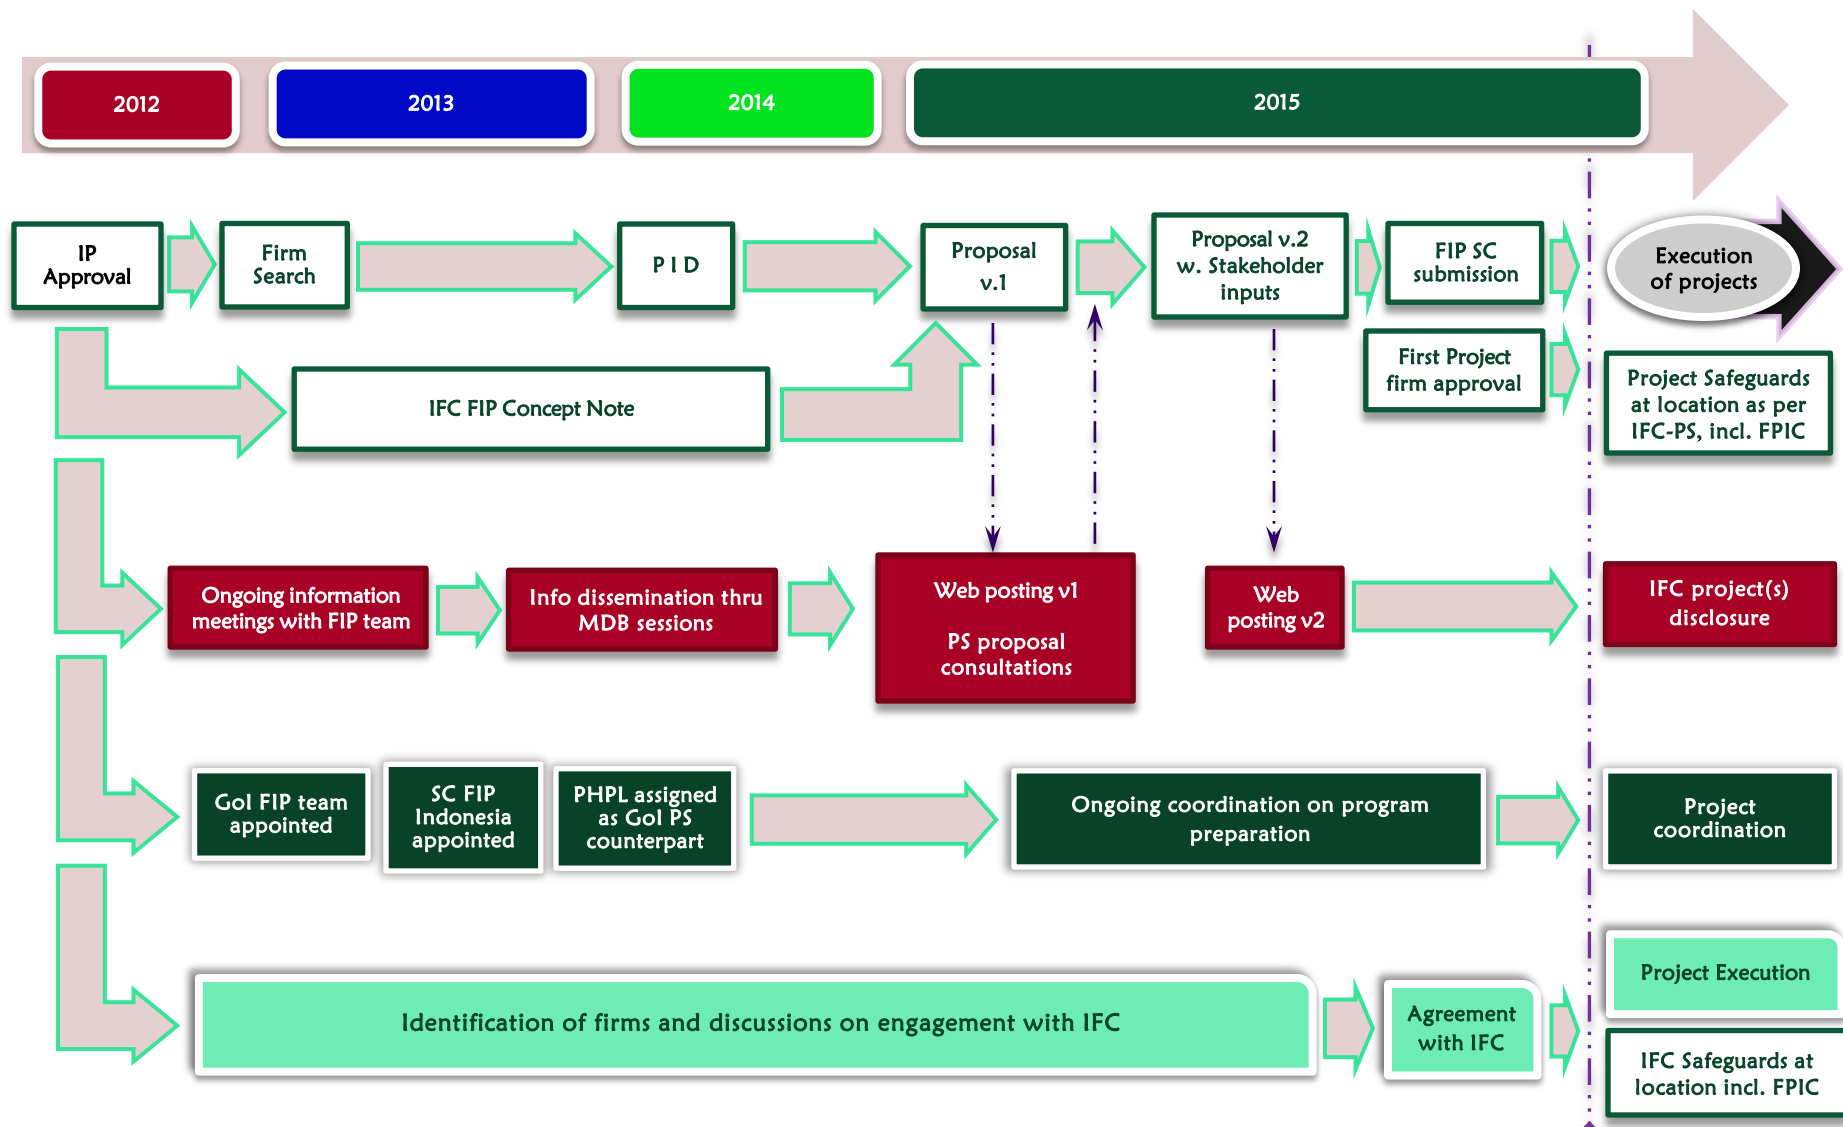 2012
2013
2014
2015
IP
Approval
Firm
Search
P I D
Proposal
v.1
Proposal v.2
w. Stakeholder
inputs
FIP SC
submission
Execution
of projects
First Project
firm approval
IFC FIP Concept Note
Project Safeguards
at location as per
IFC-PS, incl. FPIC
Ongoing information
meetings with FIP team
Info dissemination thru
MDB sessions
Web posting v1
PS proposal
consultations
Web
posting v2
IFC project(s)
disclosure
GoI FIP team
appointed
SC FIP
Indonesia
appointed
PHPL assigned
as GoI PS
counterpart
Ongoing coordination on program
preparation
Project
coordination
Identification of firms and discussions on engagement with IFC
Agreement
with IFC
Project Execution
IFC Safeguards at
location incl. FPIC